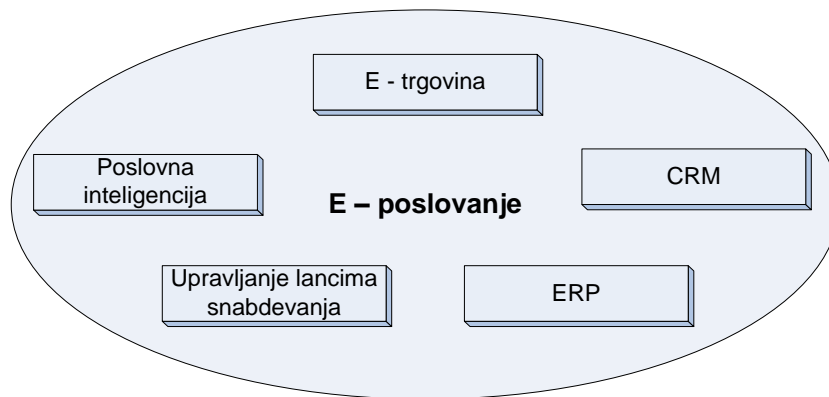 E - trgovina
Poslovna
inteligencija
CRM
E – poslovanje
Upravljanje lancima
snabdevanja
ERP